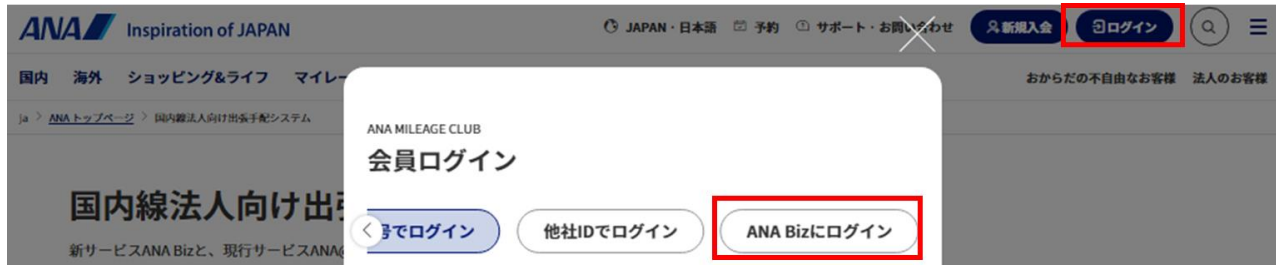 ANA Inspiration of JAPAN JAPAN・日本語 予約 サポート・お問い合わせ 新規入会 ログイン
国内 海外 ショッピング&ライフ マイレー おからだの不自由なお客様 法人のお客様
ja > ANAトップページ > 国内線法人向け出張手配システム
ANA MILEAGE CLUB
会員ログイン
国内線法人向け出張
号でログイン 他社IDでログイン ANA Bizにログイン
新サービスANA Bizと、現行サービスANA@